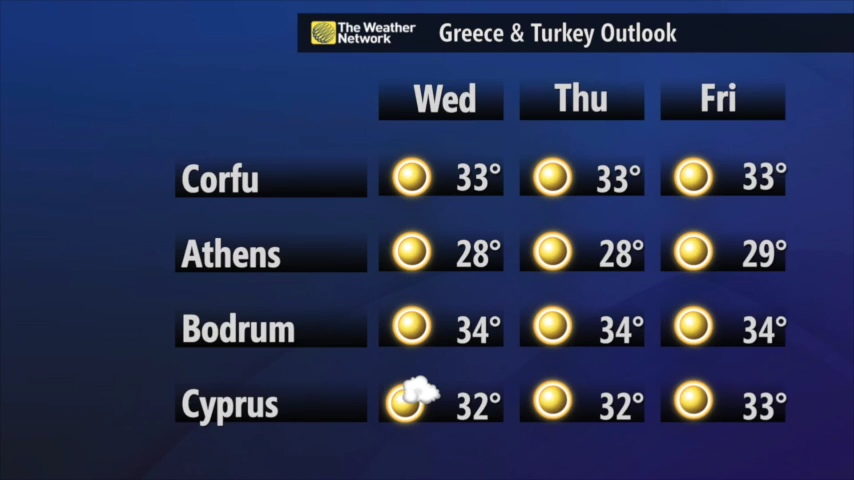 The Weather
Network
Greece & Turkey Outlook
Wed Thu Fri
Corfu 33° 33° 33°
Athens 28° 28° 29°
Bodrum 34° 34° 34°
Cyprus 32° 32° 33°